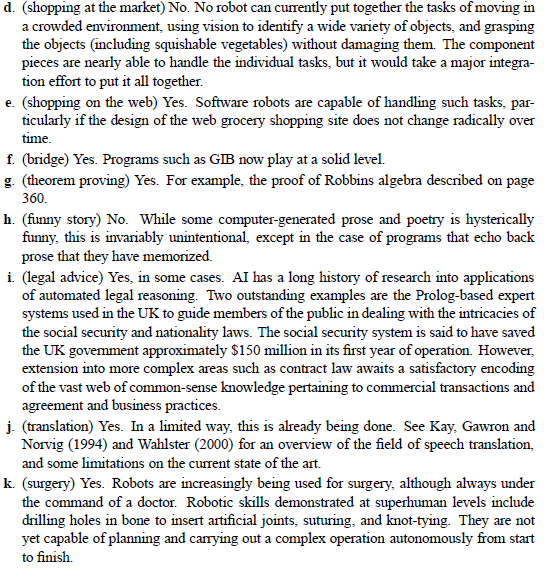 d. (shopping at the market) No. No robot can currently put together the tasks of moving in
a crowded environment, using vision to identify a wide variety of objects, and grasping
the objects (including squishable vegetables) without damaging them. The component
pieces are nearly able to handle the individual tasks, but it would take a major integra-
tion effort to put it all together.
e. (shopping on the web) Yes. Software robots are capable of handling such tasks, par-
ticularly if the design of the web grocery shopping site does not change radically over
time.
f. (bridge) Yes. Programs such as GIB now play at a solid level.
g. (theorem proving) Yes. For example, the proof of Robbins algebra described on page
360.
h. (funny story) No. While some computer-generated prose and poetry is hysterically
funny, this is invariably unintentional, except in the case of programs that echo back
prose that they have memorized.
i. (legal advice) Yes, in some cases. AI has a long history of research into applications
of automated legal reasoning. Two outstanding examples are the Prolog-based expert
systems used in the UK to guide members of the public in dealing with the intricacies of
the social security and nationality laws. The social security system is said to have saved
the UK government approximately $150 million in its first year of operation. However,
extension into more complex areas such as contract law awaits a satisfactory encoding
of the vast web of common-sense knowledge pertaining to commercial transactions and
agreement and business practices.
j. (translation) Yes. In a limited way, this is already being done. See Kay, Gawron and
Norvig (1994) and Wahlster (2000) for an overview of the field of speech translation,
and some limitations on the current state of the art.
k. (surgery) Yes. Robots are increasingly being used for surgery, although always under
the command of a doctor. Robotic skills demonstrated at superhuman levels include
drilling holes in bone to insert artificial joints, suturing, and knot-tying. They are not
yet capable of planning and carrying out a complex operation autonomously from start
to finish.